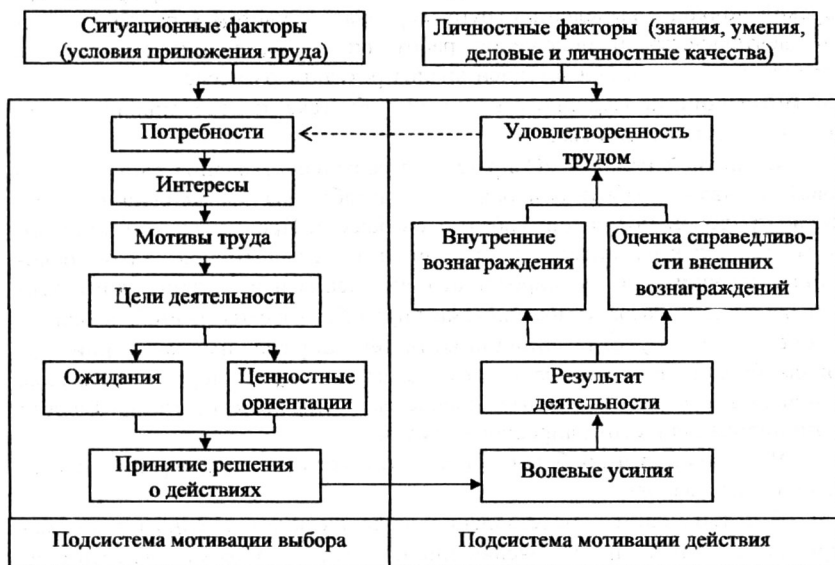 Ситуационные факторы
(условия приложения труда)
Личностные факторы (знания, умения,
деловые и личностные качества)
Потребности
Интересы
Мотивы труда
Цели деятельности
Ожидания
Ценностные
ориентации
Принятие решения
о действиях
Удовлетворенность
трудом
Внутренние
вознаграждения
Оценка справедливо-
сти внешних
вознаграждений
Результат
деятельности
Волевые усилия
Подсистема мотивации выбора
Подсистема мотивации действия